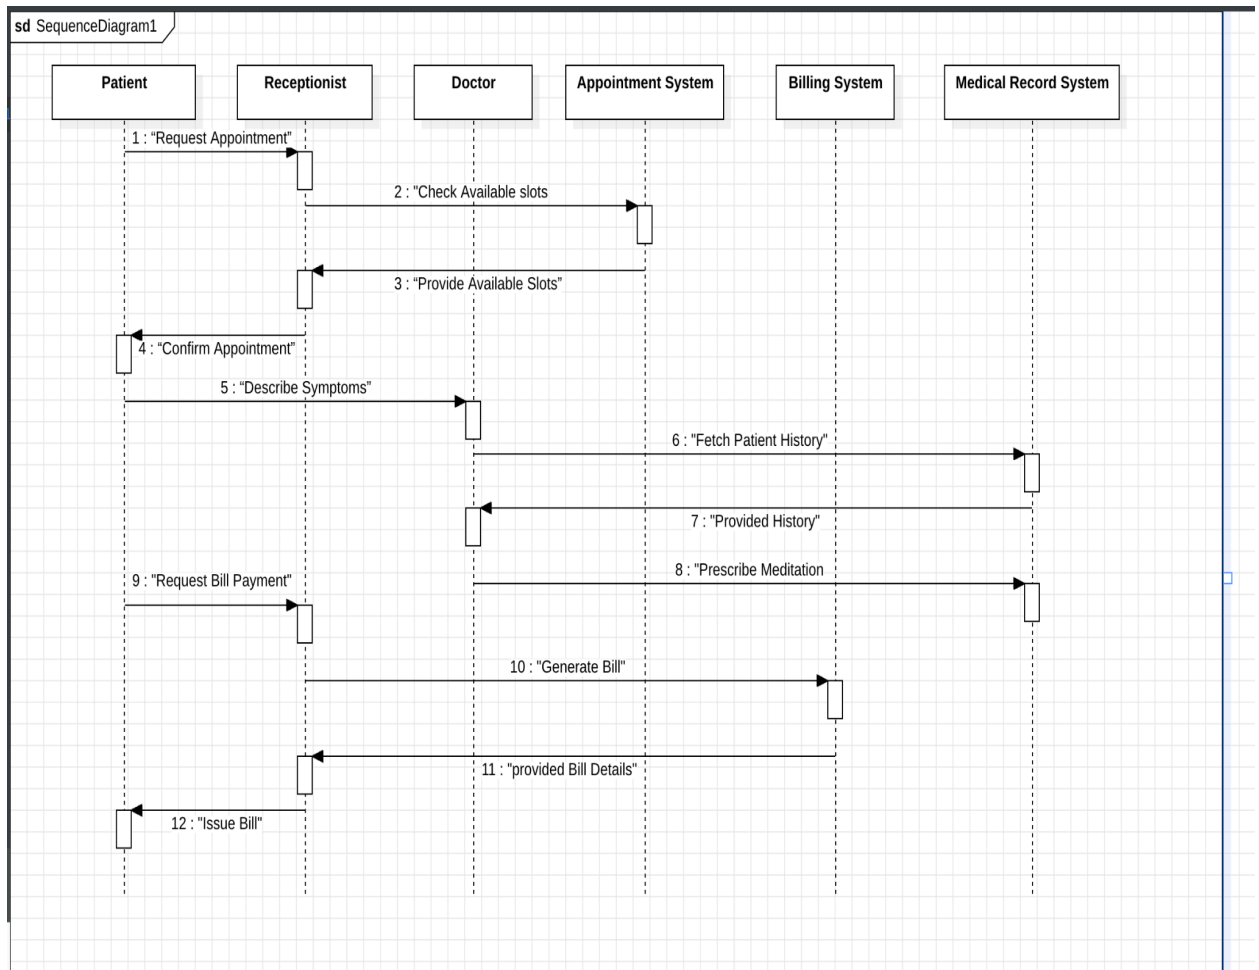 sd SequenceDiagram1
Patient
Receptionist
Doctor
Appointment System
Billing System
Medical Record System
1 : “Request Appointment”
2 : "Check Available slots
3 : “Provide Available Slots”
4 : “Confirm Appointment”
5 : “Describe Symptoms”
6 : "Fetch Patient History"
7 : "Provided History"
8 : "Prescribe Meditation
9 : "Request Bill Payment"
10 : "Generate Bill"
11 : "provided Bill Details"
12 : "Issue Bill"